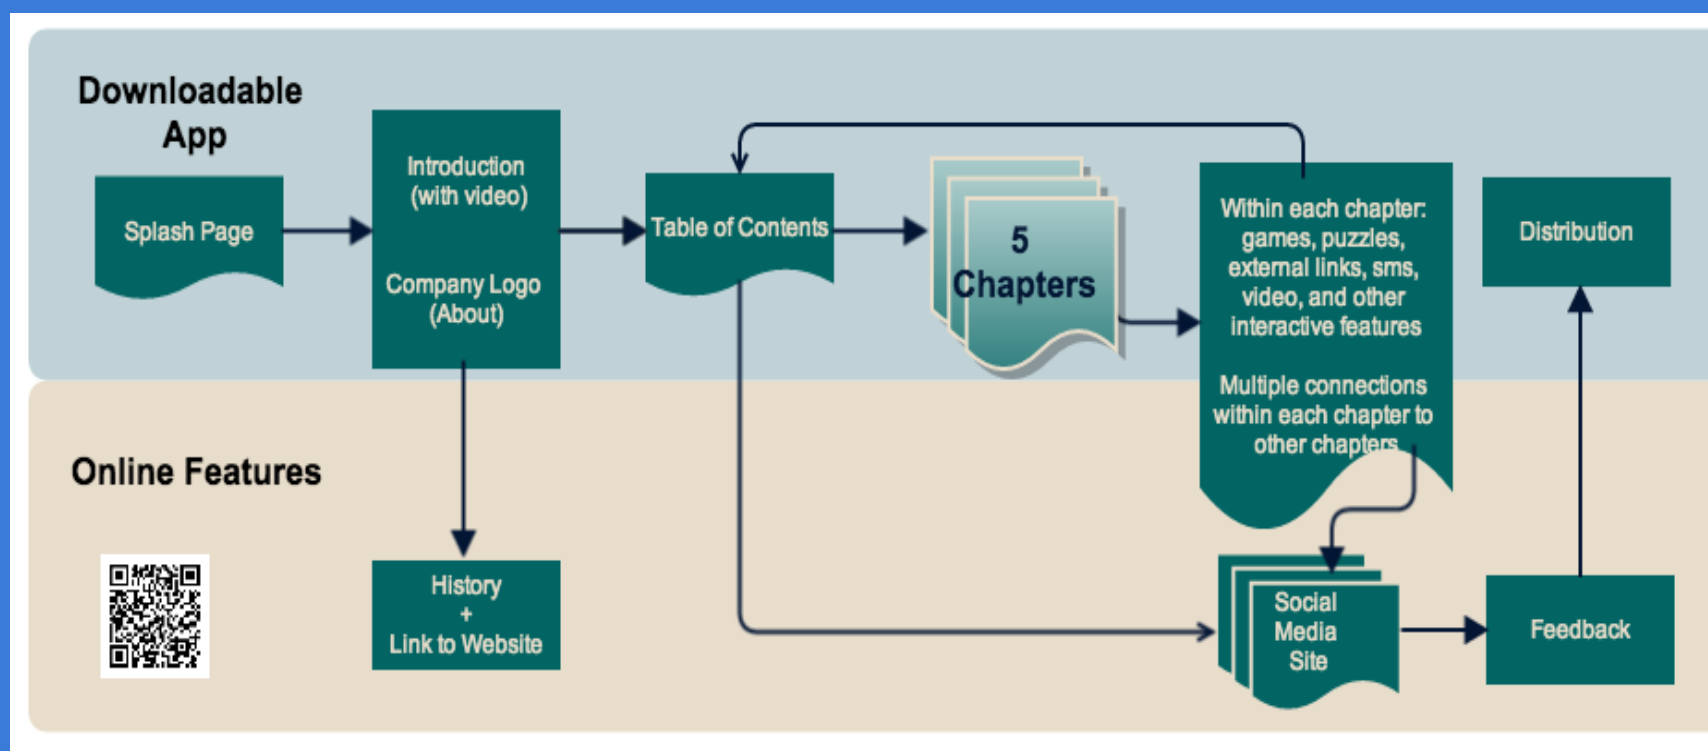 Downloadable
App
Splash Page
Introduction
(with video)
Company Logo
(About)
Table of Contents
5
Chapters
Within each chapter:
games, puzzles,
external links, sms,
video, and other
interactive features
Multiple connections
within each chapter to
other chapters
Distribution
Online Features
History
+
Link to Website
Social
Media
Site
Feedback